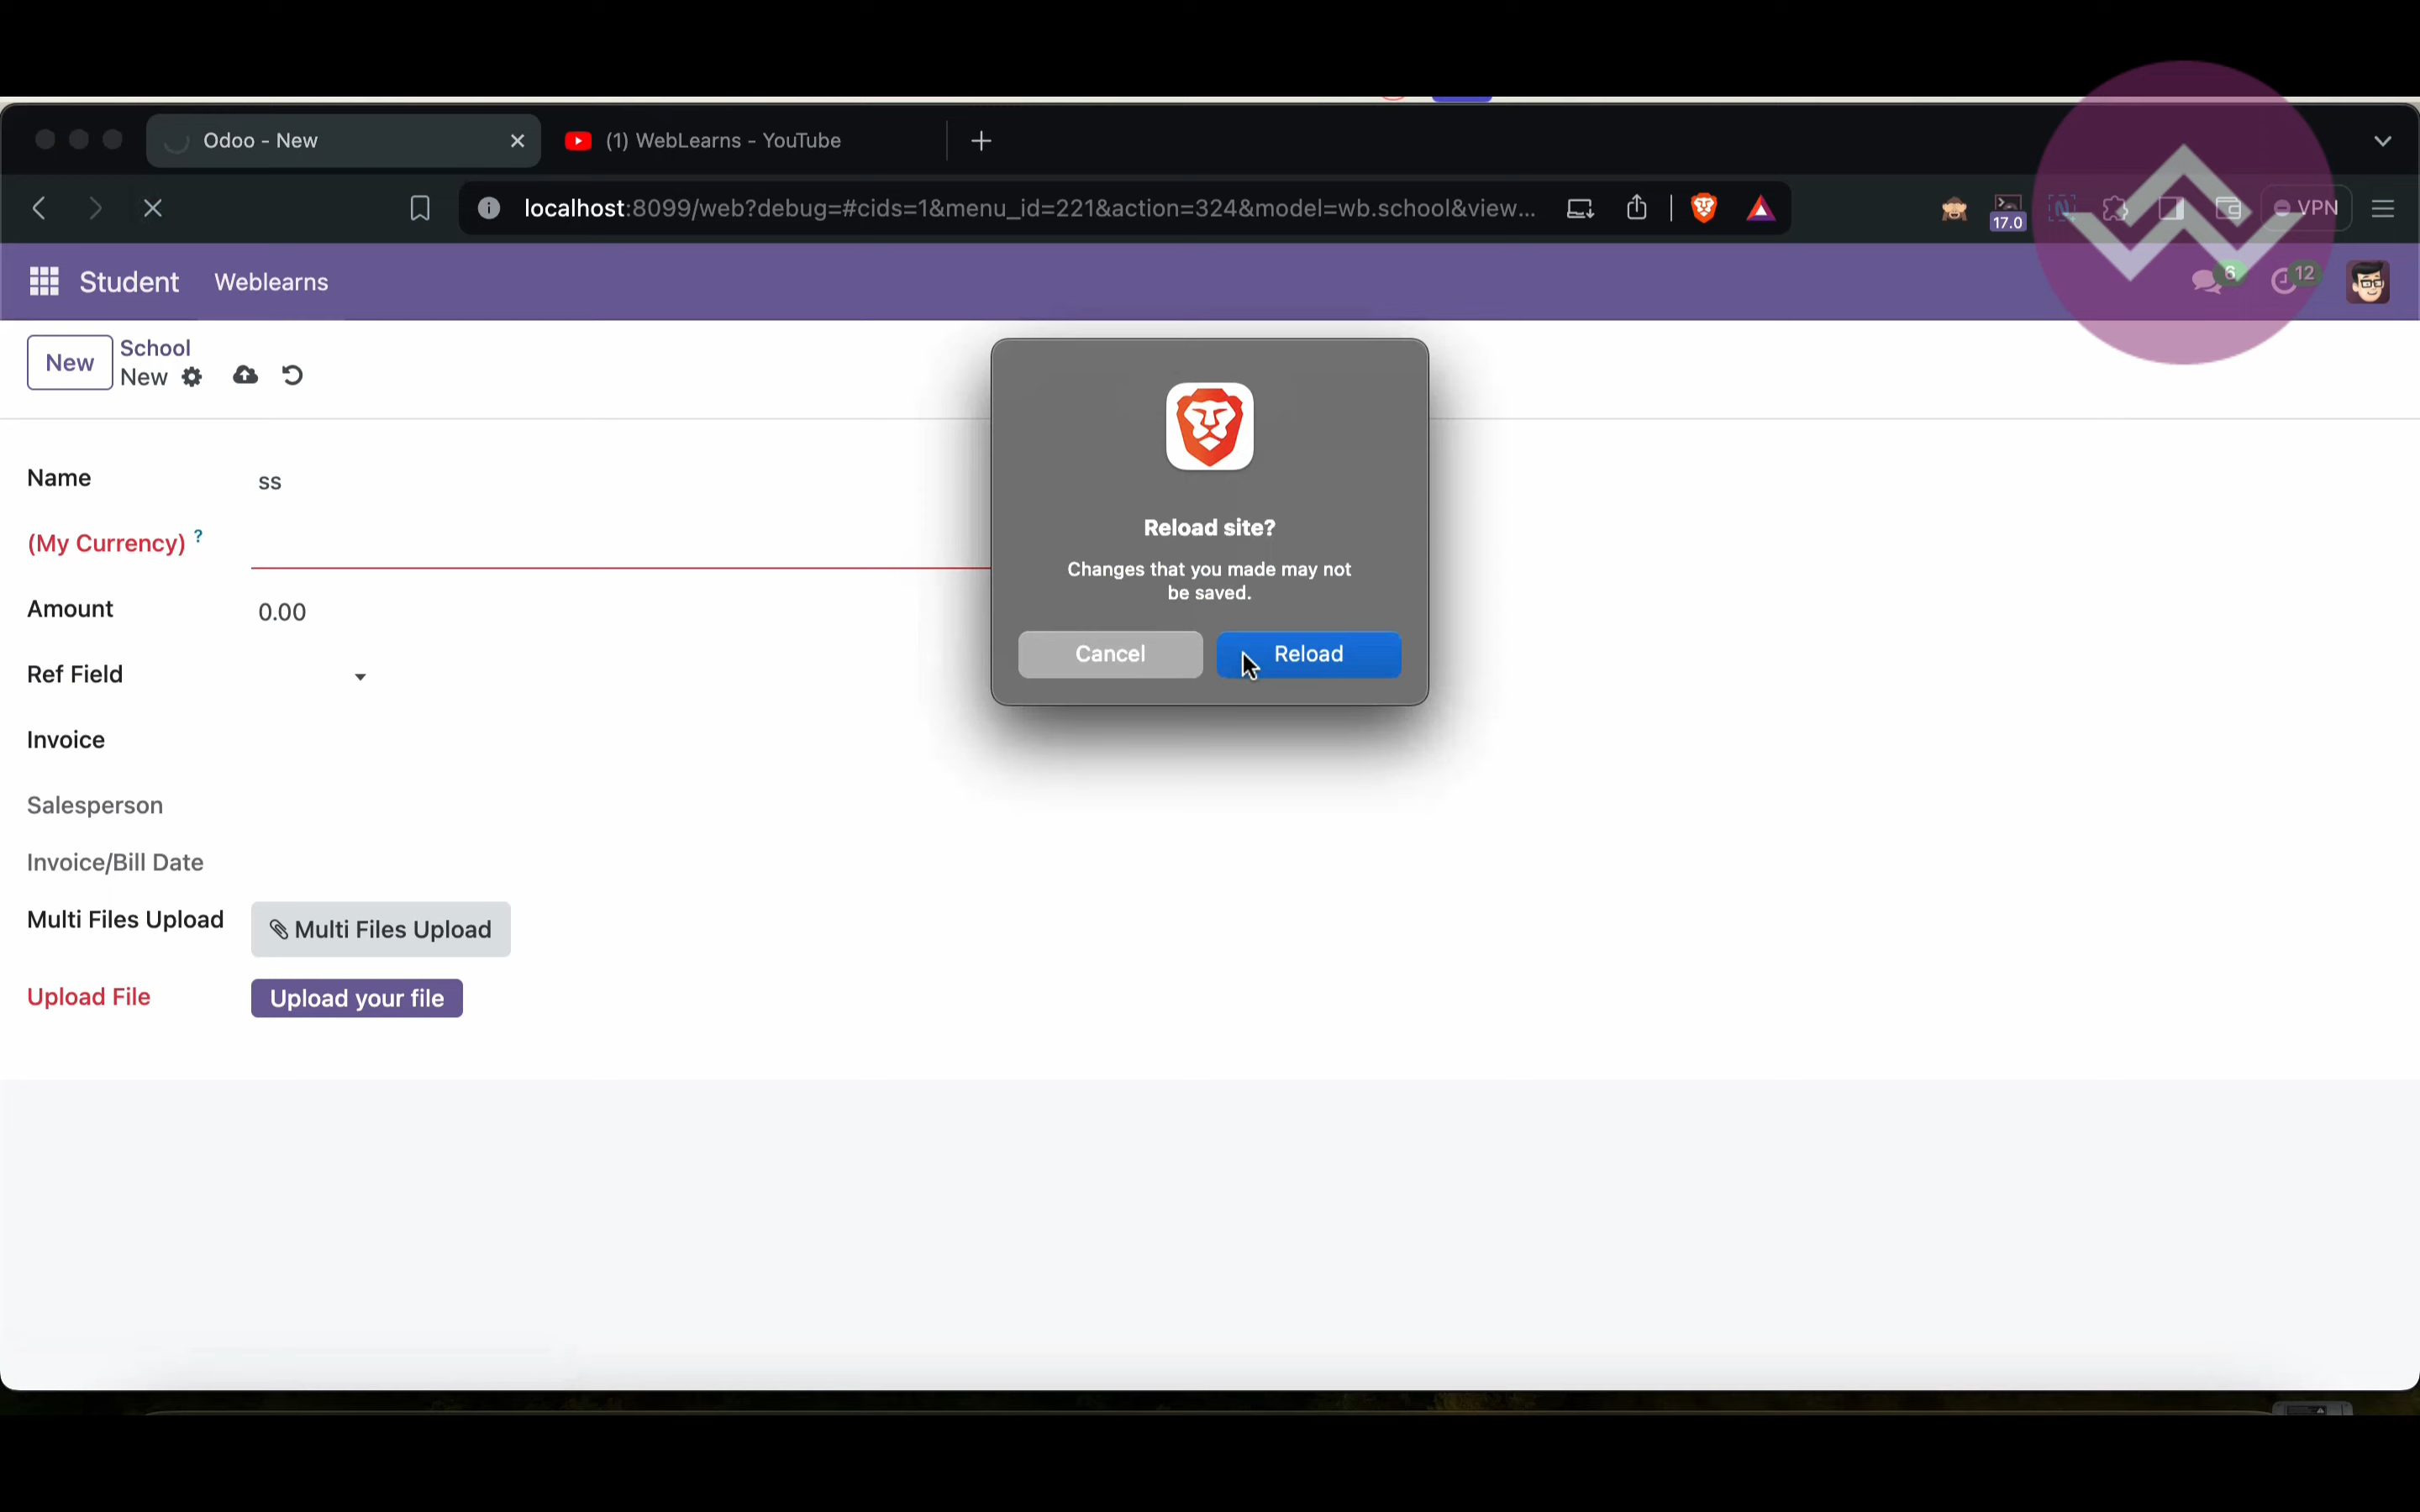 Odoo - New
(1) WebLearns - YouTube
localhost:8099/web?debug=#cids=1&menu_id=221&action=324&model=wb.school&view...
17.0
VPN
Student
Weblearns
6
12
New
School
New
Name
ss
(My Currency) ?
Amount
0.00
Ref Field
Invoice
Salesperson
Invoice/Bill Date
Multi Files Upload
Multi Files Upload
Upload File
Upload your file
Reload site?
Changes that you made may not
be saved.
Cancel
Reload